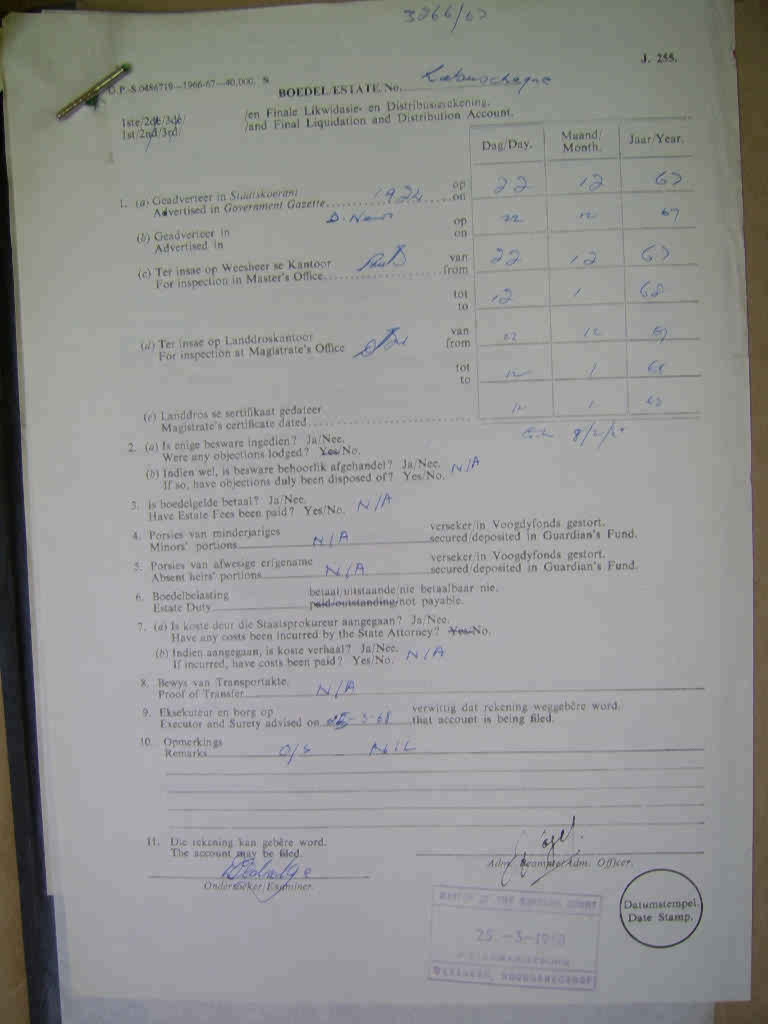 3266/67
J. 255.
G.P.-S.0486719—1966-67—40,000. S
BOEDEL/ESTATE No.
1ste/2de/3de/ /en Finale Likwidasie- en Distribusierekening.
1st/2nd/3rd/ /and Final Liquidation and Distribution Account.
Dag/Day. Maand/Month. Jaar/Year.
1. (a) Geadverteer in Staatskoerant op
Advertised in Government Gazette 1924 on 22 12 67
(b) Geadverteer in D. News op 22 12 67
Advertised in on
(c) Ter insae op Weesheer se Kantoor van 22 12 67
For inspection in Master's Office from
tot 12 1 68
to
(d) Ter insae op Landdroskantoor van 22 12 67
For inspection at Magistrate's Office from
tot 12 1 68
to
(e) Landdros se sertifikaat gedateer 12 1 68
Magistrate's certificate dated
2. (a) Is enige besware ingedien? Ja/Nee.
Were any objections lodged? Yes/No.
(b) Indien wel, is besware behoorlik afgehandel? Ja/Nee.
If so, have objections duly been disposed of? Yes/No. N/A
3. Is boedelgelde betaal? Ja/Nee.
Have Estate Fees been paid? Yes/No. N/A
4. Porsies van minderjariges verseker/in Voogdyfonds gestort.
Minors' portions N/A secured/deposited in Guardian's Fund.
5. Porsies van afwesige erfgename verseker/in Voogdyfonds gestort.
Absent heirs' portions N/A secured/deposited in Guardian's Fund.
6. Boedelbelasting betaal/uitstaande/nie betaalbaar nie.
Estate Duty paid/outstanding/not payable.
7. (a) Is koste deur die Staatsprokureur aangegaan? Ja/Nee.
Have any costs been incurred by the State Attorney? Yes/No.
(b) Indien aangegaan, is koste verhaal? Ja/Nee.
If incurred, have costs been paid? Yes/No. N/A
8. Bewys van Transportakte.
Proof of Transfer N/A
9. Eksekuteur en borg op verwittig dat rekening weggebêre word.
Executor and Surety advised on -3-68 that account is being filed.
10. Opmerkings
Remarks O/S NIL
11. Die rekening kan gebêre word.
The account may be filed.
Adm. Beampte/Adm. Officer.
Ondersoeker/Examiner.
MASTER OF THE SUPREME COURT
25. -3-1968
PIETERMARITZBURG
WEESHEER, HOOGGEREGSHOF
Datumstempel.
Date Stamp.